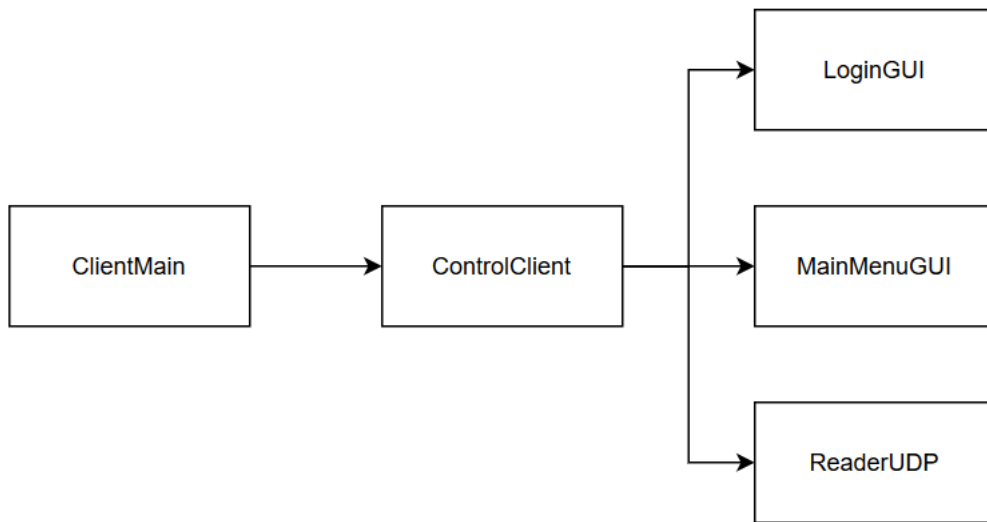 LoginGUI
ClientMain
ControlClient
MainMenuGUI
ReaderUDP